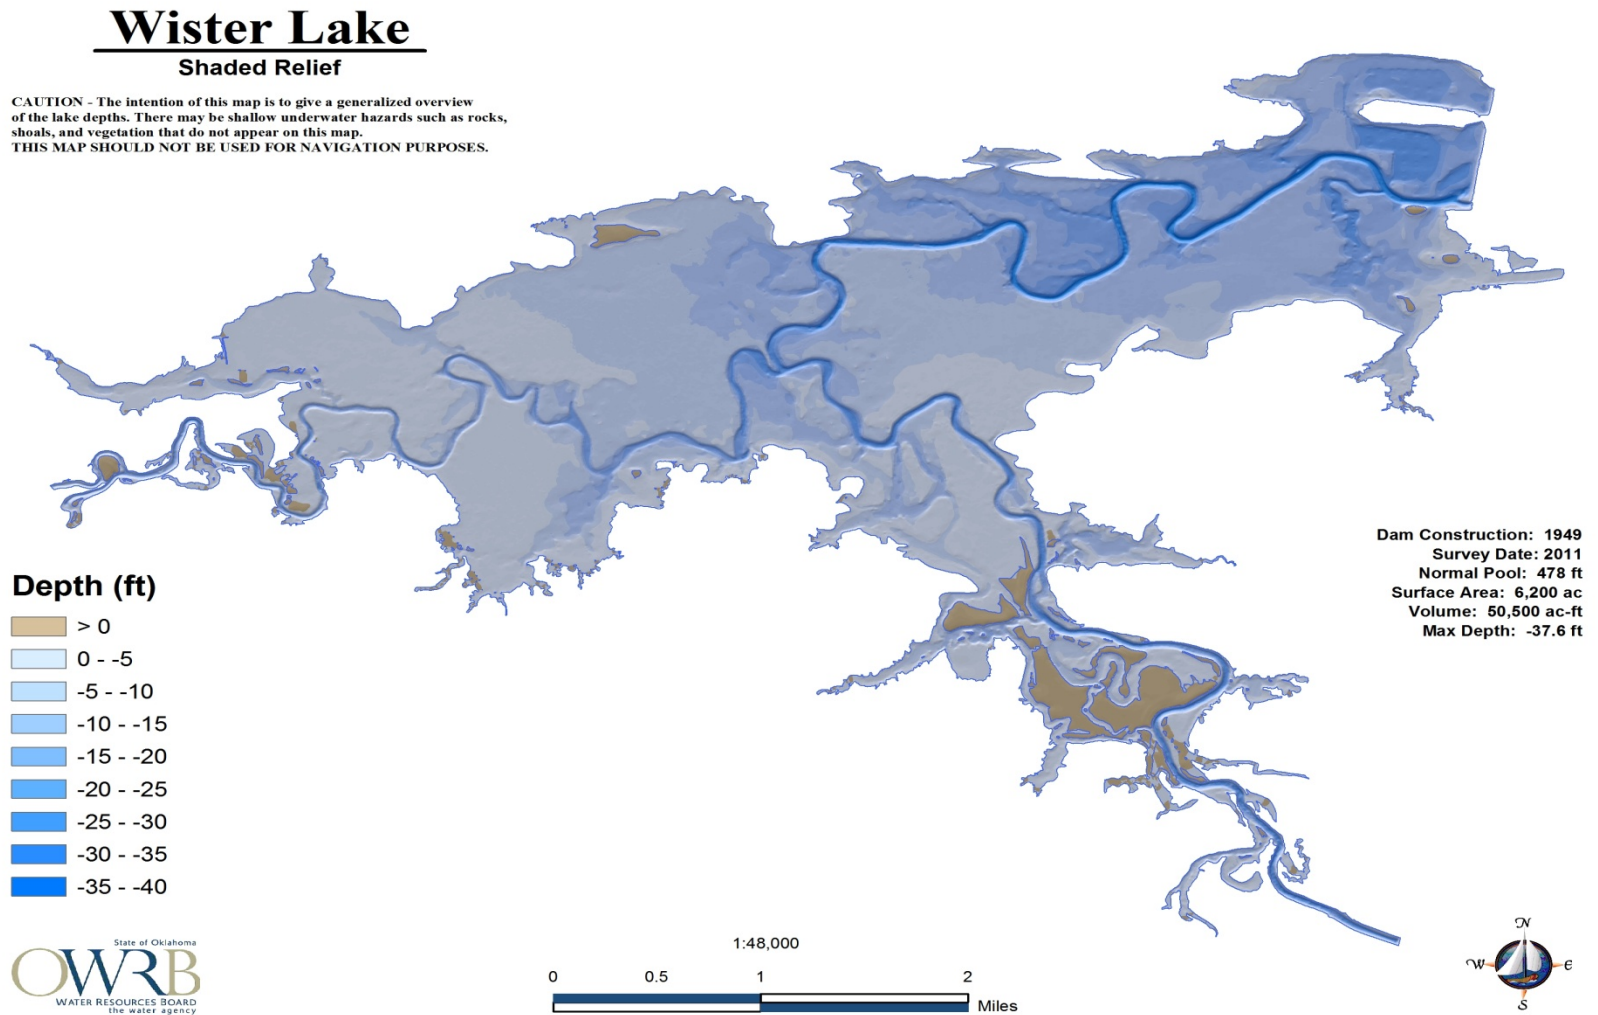 Wister Lake
Shaded Relief
CAUTION - The intention of this map is to give a generalized overview
of the lake depths. There may be shallow underwater hazards such as rocks,
shoals, and vegetation that do not appear on this map.
THIS MAP SHOULD NOT BE USED FOR NAVIGATION PURPOSES.
Dam Construction: 1949
Survey Date: 2011
Normal Pool: 478 ft
Surface Area: 6,200 ac
Volume: 50,500 ac-ft
Max Depth: -37.6 ft
Depth (ft)
> 0
0 - -5
-5 - -10
-10 - -15
-15 - -20
-20 - -25
-25 - -30
-30 - -35
-35 - -40
State of Oklahoma
OWRB
WATER RESOURCES BOARD
the water agency
1:48,000
0 0.5 1 2
Miles
N
W E
S